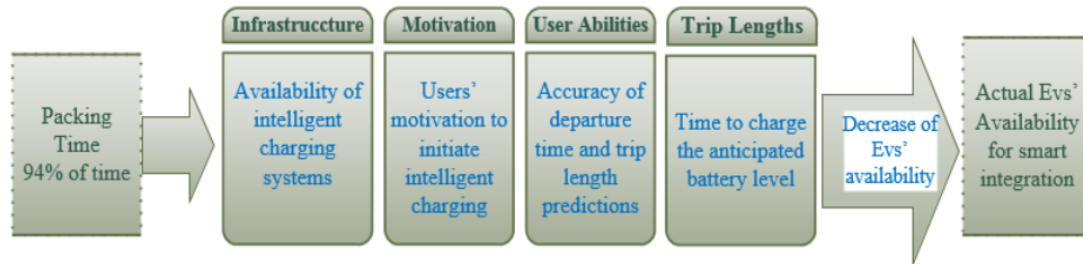 Packing
Time
94% of time
Infrastruccture
Availability of
intelligent
charging
systems
Motivation
Users'
motivation to
initiate
intelligent
charging
User Abilities
Accuracy of
departure
time and trip
length
predictions
Trip Lengths
Time to charge
the anticipated
battery level
Decrease of
Evs'
availability
Actual Evs'
Availability
for smart
integration